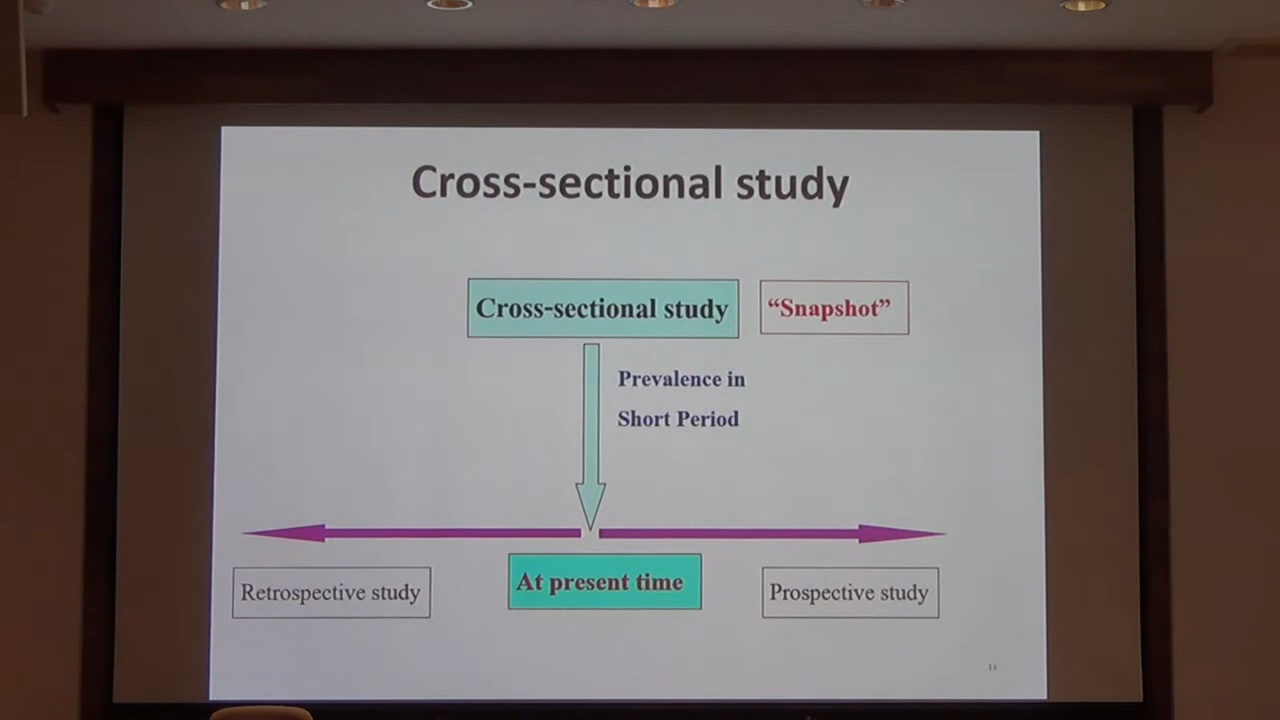 Cross-sectional study
Cross-sectional study
“Snapshot”
Prevalence in
Short Period
At present time
Retrospective study
Prospective study